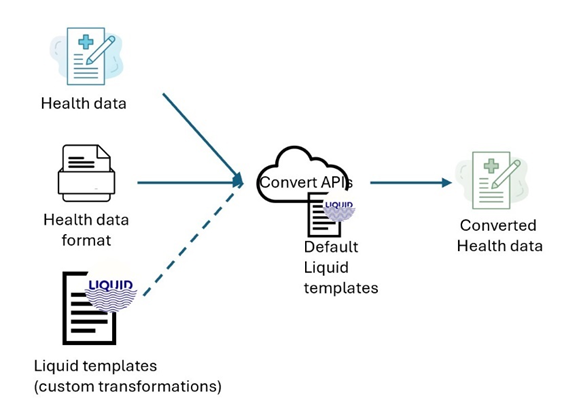 Health data
Health data
format
LIQUID
Liquid templates
(custom transformations)
Convert APIs
LIQUID
Default
Liquid
templates
Converted
Health data